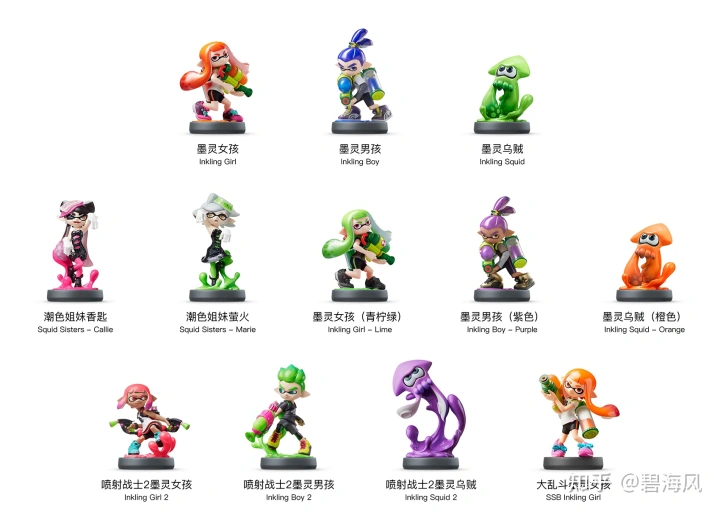 墨灵女孩
Inkling Girl
墨灵男孩
Inkling Boy
墨灵乌贼
Inkling Squid
潮色姐妹香匙
Squid Sisters – Callie
潮色姐妹萤火
Squid Sisters – Marie
墨灵女孩（青柠绿）
Inkling Girl – Lime
墨灵男孩（紫色）
Inkling Boy – Purple
墨灵乌贼（橙色）
Inkling Squid – Orange
喷射战士2墨灵女孩
Inkling Girl 2
喷射战士2墨灵男孩
Inkling Boy 2
喷射战士2墨灵乌贼
Inkling Squid 2
大乱斗
女孩
SSB Inkling Girl
知乎 @碧海风